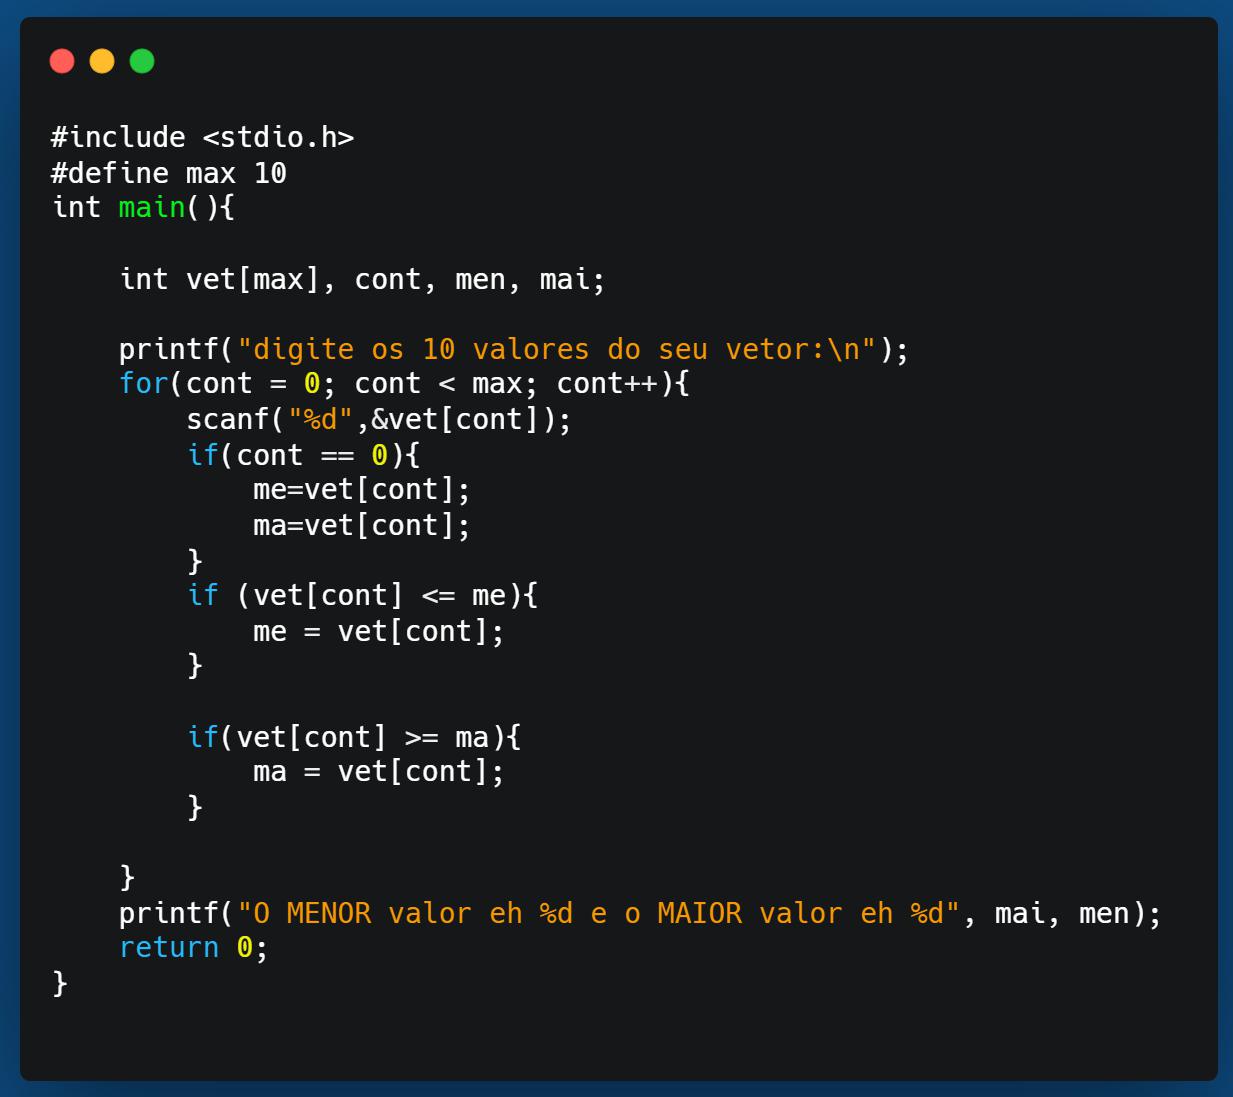 #include <stdio.h>
#define max 10
int main(){
    int vet[max], cont, men, mai;
    printf("digite os 10 valores do seu vetor:\n");
    for(cont = 0; cont < max; cont++){
        scanf("%d",&vet[cont]);
        if(cont == 0){
            me=vet[cont];
            ma=vet[cont];
        }
        if (vet[cont] <= me){
            me = vet[cont];
        }
        if(vet[cont] >= ma){
            ma = vet[cont];
        }
    }
    printf("O MENOR valor eh %d e o MAIOR valor eh %d", mai, men);
    return 0;
}